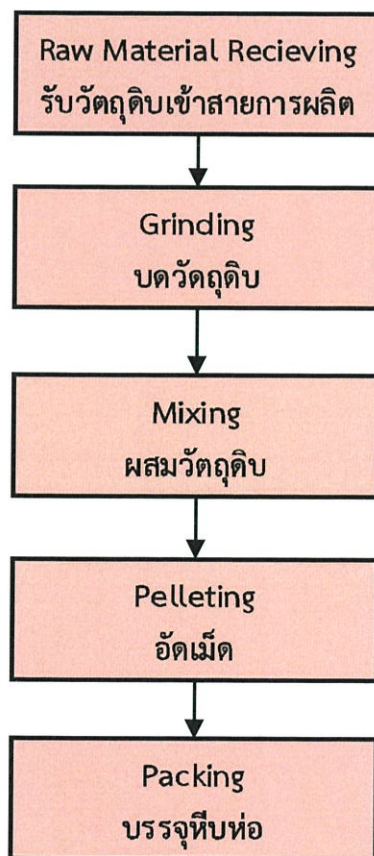 Raw Material Recieving
รับวัตถุดิบเข้าสายการผลิต
Grinding
บดวัดถุดิบ
Mixing
ผสมวัตถุดิบ
Pelleting
อัดเม็ด
Packing
บรรจุหีบห่อ